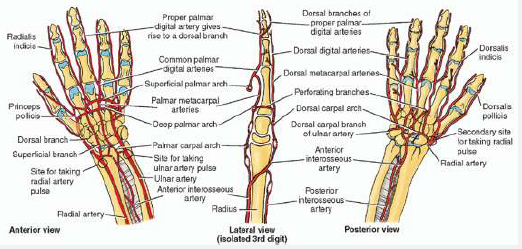 Radialis
indicis
Proper palmar
digital artery gives
rise to a dorsal branch
Common palmar
digital arteries
Superficial palmar arch
Palmar metacarpal
arteries
Princeps
pollicis
Deep palmar arch
Dorsal branch
Palmar carpal arch
Superficial branch
Site for taking
ulnar artery pulse
Site for taking
radial artery
pulse
Ulnar artery
Anterior interosseous
artery
Radial artery
Radius
Anterior view
Lateral view
(isolated 3rd digit)
Dorsal branches of
proper palmar
digital arteries
Dorsal digital arteries
Dorsalis
indicis
Dorsal metacarpal arteries
Perforating branches
Dorsal carpal arch
Dorsalis
pollicis
Dorsal carpal branch
of ulnar artery
Secondary site
for taking radial
pulse
Anterior
interosseous
artery
Radial artery
Posterior
interosseous
artery
Posterior view